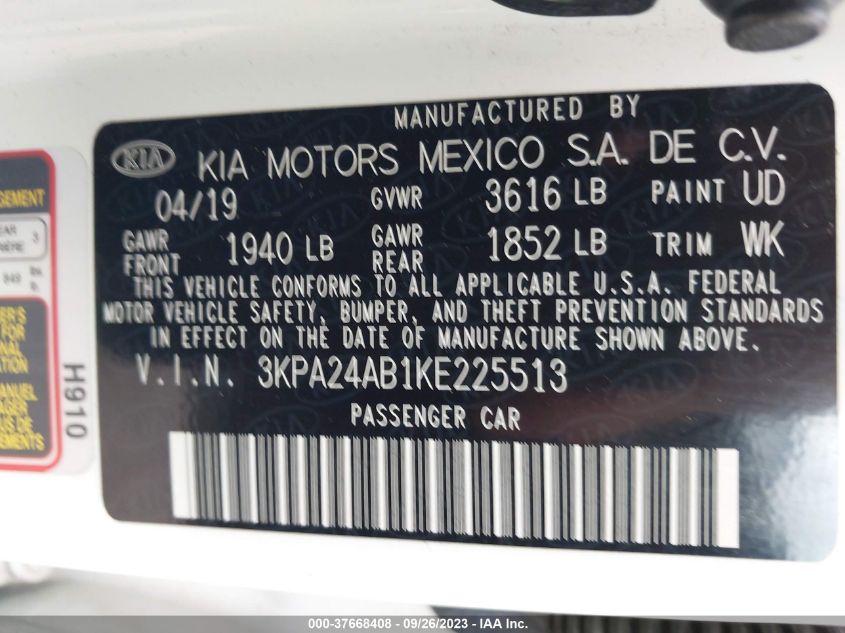 MANUFACTURED BY
KIA KIA MOTORS MEXICO S.A. DE C.V.
04/19 GVWR 3616 LB PAINT UD
GAWR FRONT 1940 LB GAWR REAR 1852 LB TRIM WK
THIS VEHICLE CONFORMS TO ALL APPLICABLE U.S.A. FEDERAL
MOTOR VEHICLE SAFETY, BUMPER, AND THEFT PREVENTION STANDARDS
IN EFFECT ON THE DATE OF MANUFACTURE SHOWN ABOVE.
V.I.N. 3KPA24AB1KE225513
PASSENGER CAR
H910
000-37668408 - 09/26/2023 - IAA Inc.